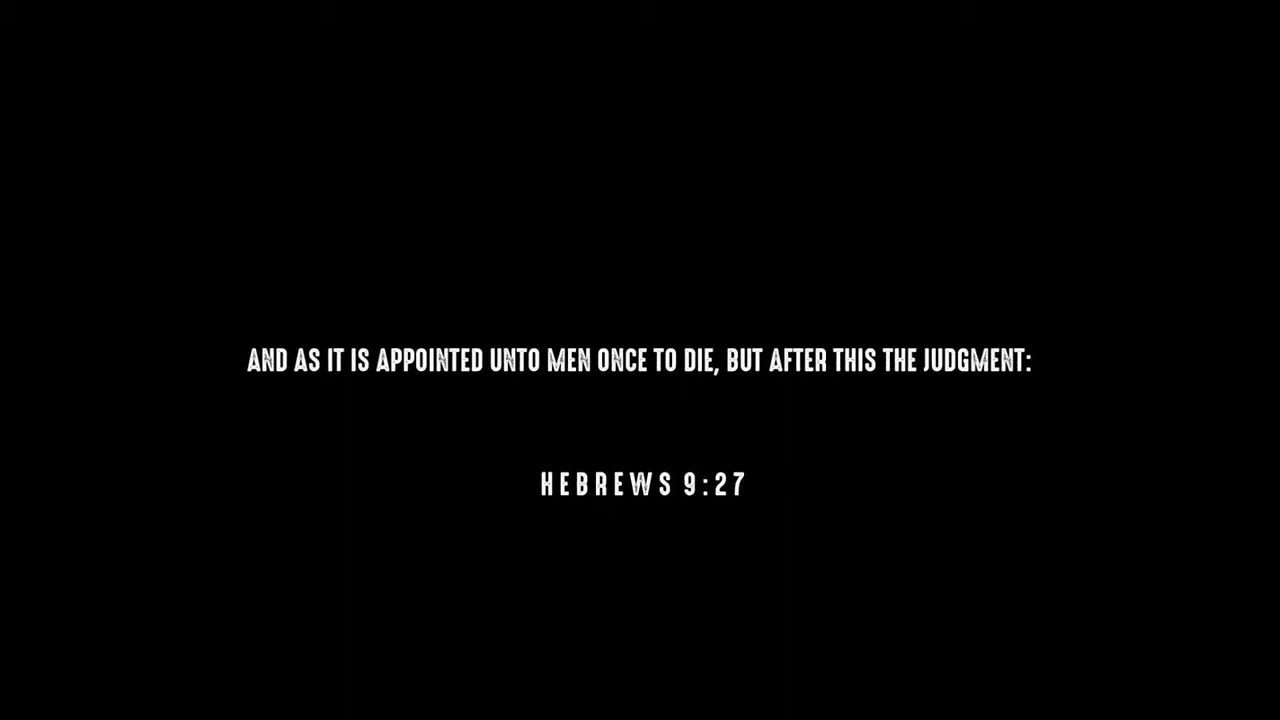 AND AS IT IS APPOINTED UNTO MEN ONCE TO DIE, BUT AFTER THIS THE JUDGMENT:
HEBREWS 9:27